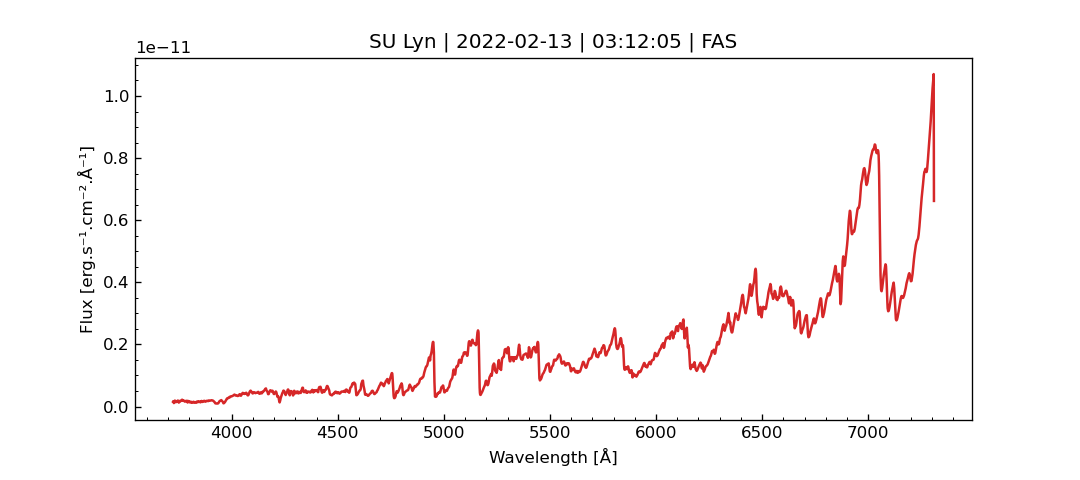 SU Lyn | 2022-02-13 | 03:12:05 | FAS
1e−11
1.0
0.8
0.6
0.4
0.2
0.0
Flux [erg.s⁻¹.cm⁻².Å⁻¹]
4000 4500 5000 5500 6000 6500 7000
Wavelength [Å]